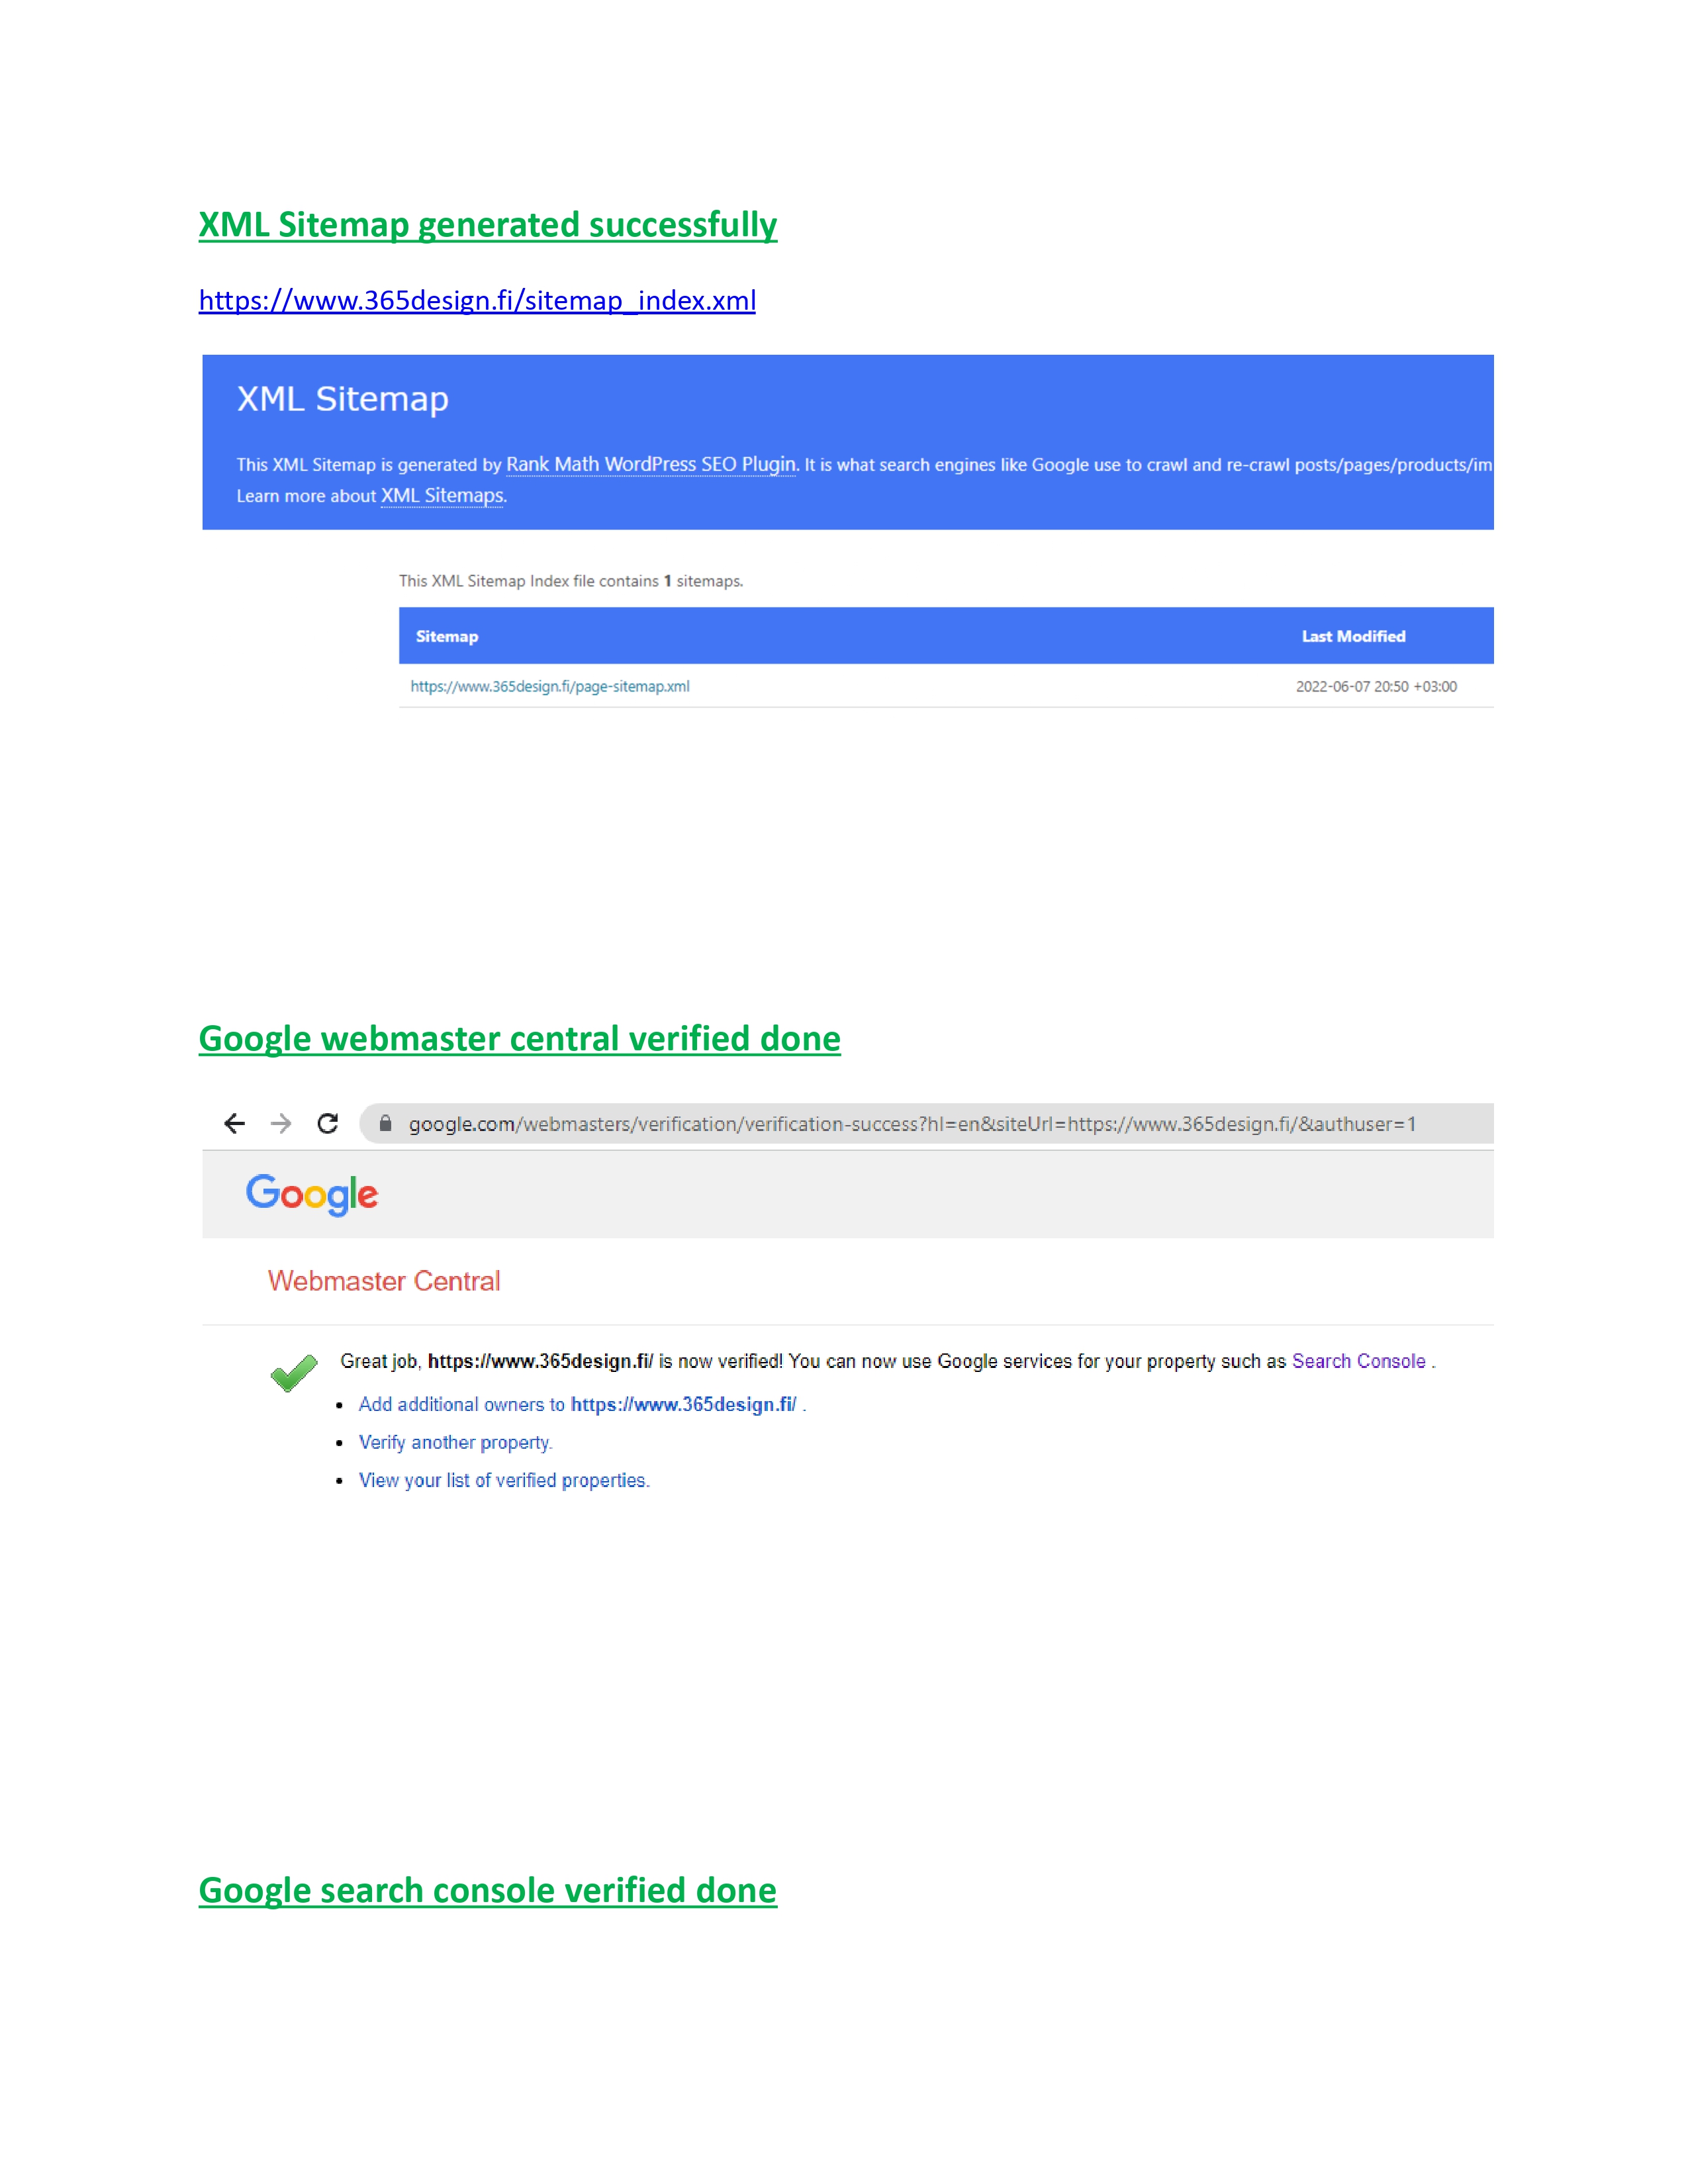 XML Sitemap generated successfully
https://www.365design.fi/sitemap_index.xml
XML Sitemap
This XML Sitemap is generated by Rank Math WordPress SEO Plugin. It is what search engines like Google use to crawl and re-crawl posts/pages/products/im
Learn more about XML Sitemaps.
This XML Sitemap Index file contains 1 sitemaps.
Sitemap Last Modified
https://www.365design.fi/page-sitemap.xml 2022-06-07 20:50 +03:00
Google webmaster central verified done
google.com/webmasters/verification/verification-success?hl=en&siteUrl=https://www.365design.fi/&authuser=1
Google
Webmaster Central
Great job, https://www.365design.fi/ is now verified! You can now use Google services for your property such as Search Console .
• Add additional owners to https://www.365design.fi/ .
• Verify another property.
• View your list of verified properties.
Google search console verified done